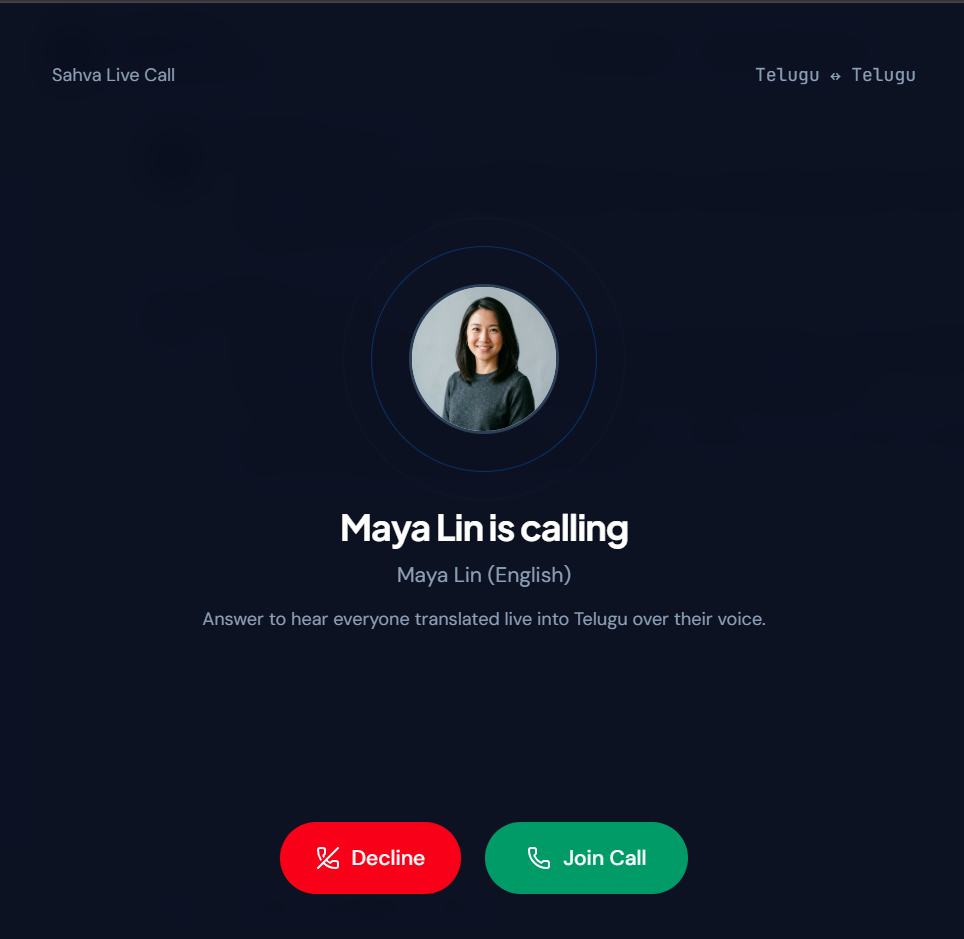 Sahva Live Call
Telugu ↔ Telugu
Maya Lin is calling
Maya Lin (English)
Answer to hear everyone translated live into Telugu over their voice.
Decline
Join Call